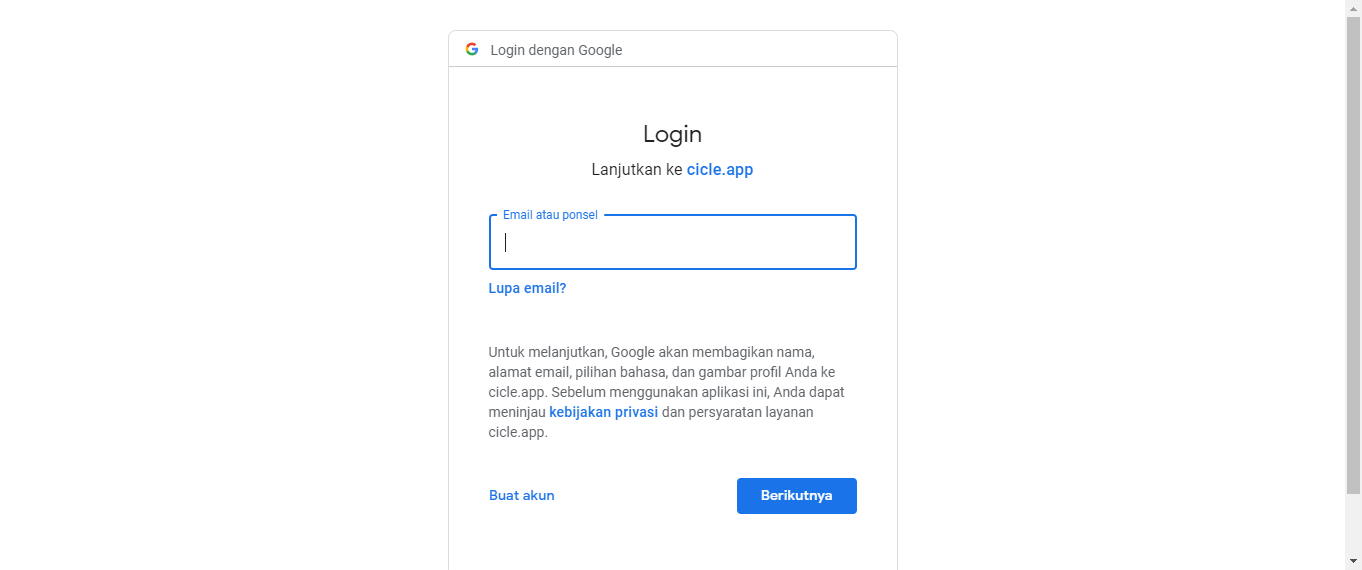 Login dengan Google
Login
Lanjutkan ke cicle.app
Email atau ponsel
Lupa email?
Untuk melanjutkan, Google akan membagikan nama,
alamat email, pilihan bahasa, dan gambar profil Anda ke
cicle.app. Sebelum menggunakan aplikasi ini, Anda dapat
meninjau kebijakan privasi dan persyaratan layanan
cicle.app.
Buat akun
Berikutnya